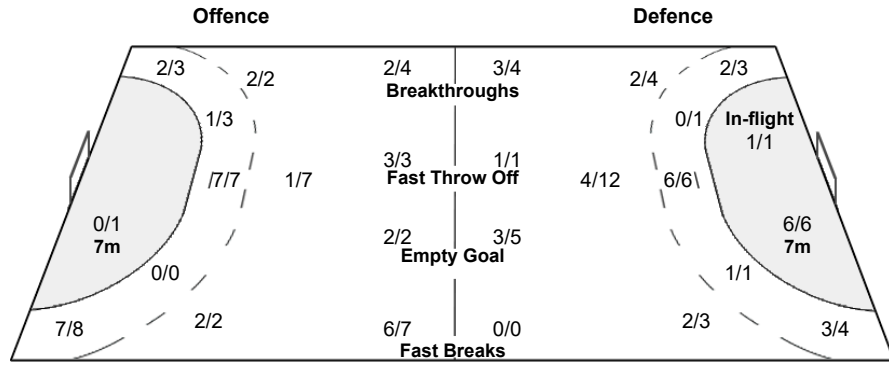 Offence Defence
2/3 2/2 2/4 3/4 2/4 2/3
Breakthroughs
1/3 0/1 In-flight
1/1
3/3 1/1
7/7 1/7 Fast Throw Off 4/12 6/6
0/1 6/6
7m 2/2 3/5 7m
Empty Goal
0/0 1/1
7/8 2/2 6/7 0/0 2/3 3/4
Fast Breaks